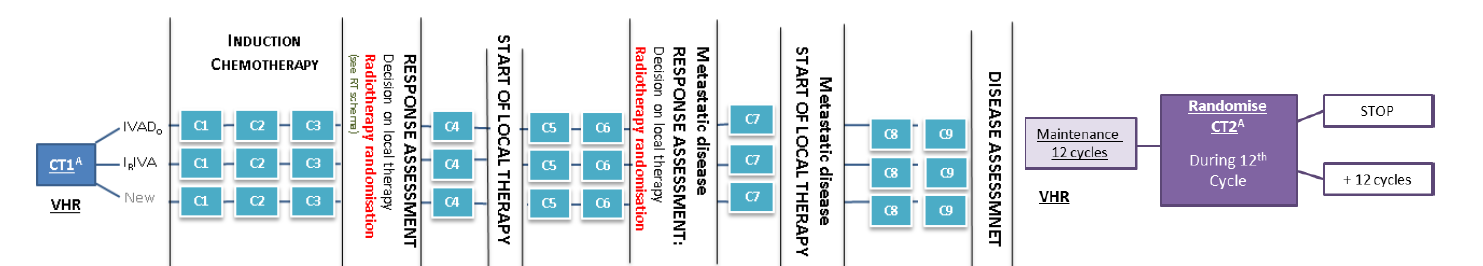 CT1ᴬ
VHR
IVADₒ
IᵣIVA
New
INDUCTION
CHEMOTHERAPY
C1 C2 C3
C1 C2 C3
C1 C2 C3
RESPONSE ASSESSMENT
Decision on local therapy
Radiotherapy randomisation
(see RT schema)
C4
C4
C4
START OF LOCAL THERAPY
C5 C6
C5 C6
C5 C6
Metastatic disease
RESPONSE ASSESSMENT:
Decision on local therapy
Radiotherapy randomisation
C7
C7
C7
Metastatic disease
START OF LOCAL THERAPY
C8 C9
C8 C9
C8 C9
DISEASE ASSESSMNET
Maintenance
12 cycles
VHR
Randomise
CT2ᴬ
During 12ᵗʰ
Cycle
STOP
+ 12 cycles